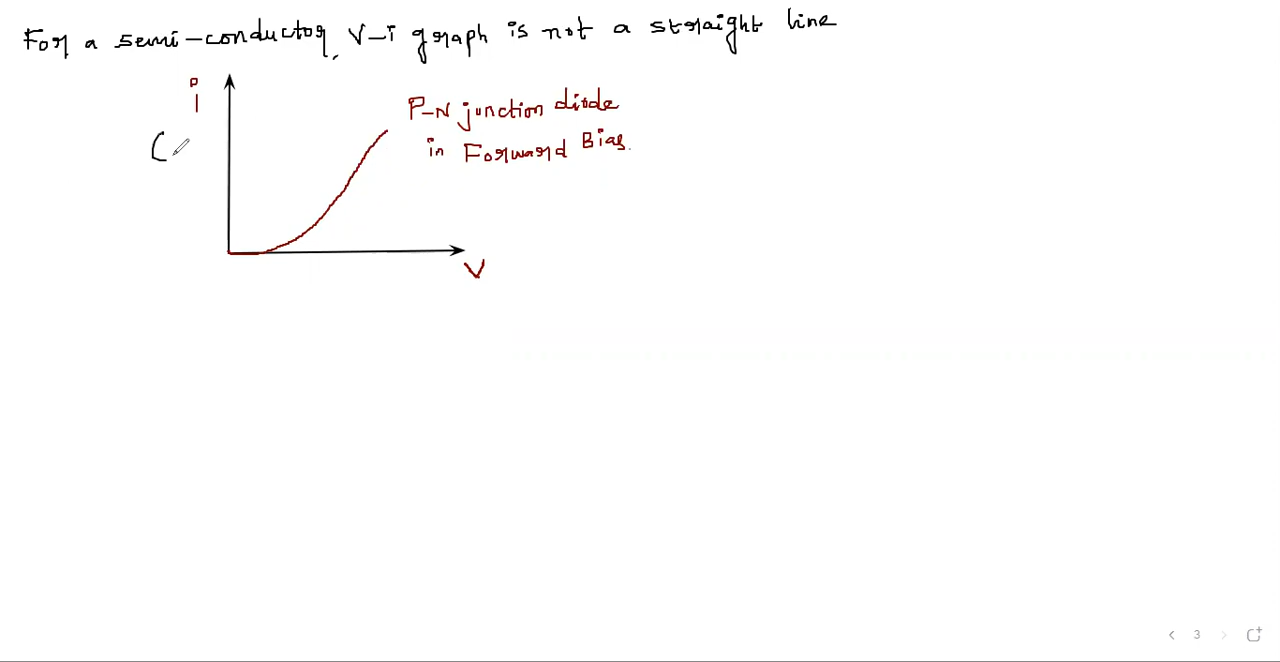 For a semi-conductor, V-i graph is not a straight line
i
P-N junction diode
in Forward Bias.
(
V
3